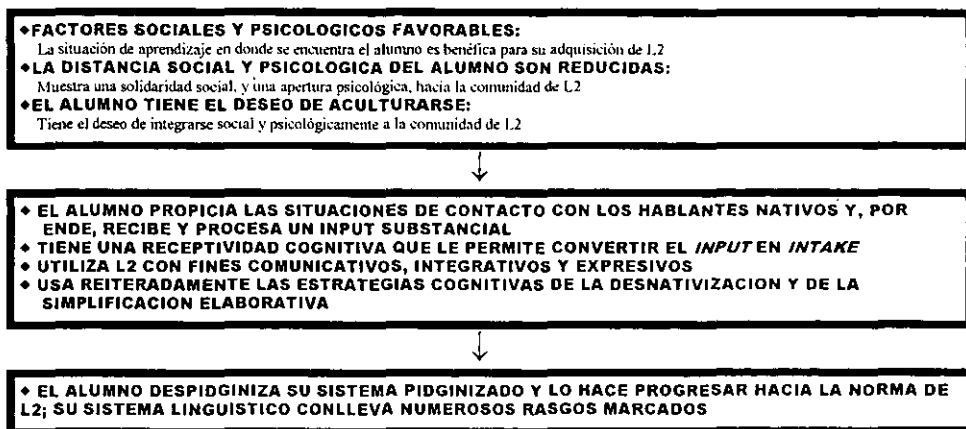 ◆FACTORES SOCIALES Y PSICOLOGICOS FAVORABLES:
La situación de aprendizaje en donde se encuentra el alumno es benéfica para su adquisición de L2
◆LA DISTANCIA SOCIAL Y PSICOLOGICA DEL ALUMNO SON REDUCIDAS:
Muestra una solidaridad social, y una apertura psicológica, hacia la comunidad de L2
◆EL ALUMNO TIENE EL DESEO DE ACULTURARSE:
Tiene el deseo de integrarse social y psicológicamente a la comunidad de L2
◆ EL ALUMNO PROPICIA LAS SITUACIONES DE CONTACTO CON LOS HABLANTES NATIVOS Y, POR
ENDE, RECIBE Y PROCESA UN INPUT SUBSTANCIAL
◆ TIENE UNA RECEPTIVIDAD COGNITIVA QUE LE PERMITE CONVERTIR EL INPUT EN INTAKE
◆ UTILIZA L2 CON FINES COMUNICATIVOS, INTEGRATIVOS Y EXPRESIVOS
◆ USA REITERADAMENTE LAS ESTRATEGIAS COGNITIVAS DE LA DESNATIVIZACION Y DE LA
SIMPLIFICACION ELABORATIVA
◆ EL ALUMNO DESPIDGINIZA SU SISTEMA PIDGINIZADO Y LO HACE PROGRESAR HACIA LA NORMA DE
L2; SU SISTEMA LINGUISTICO CONLLEVA NUMEROSOS RASGOS MARCADOS